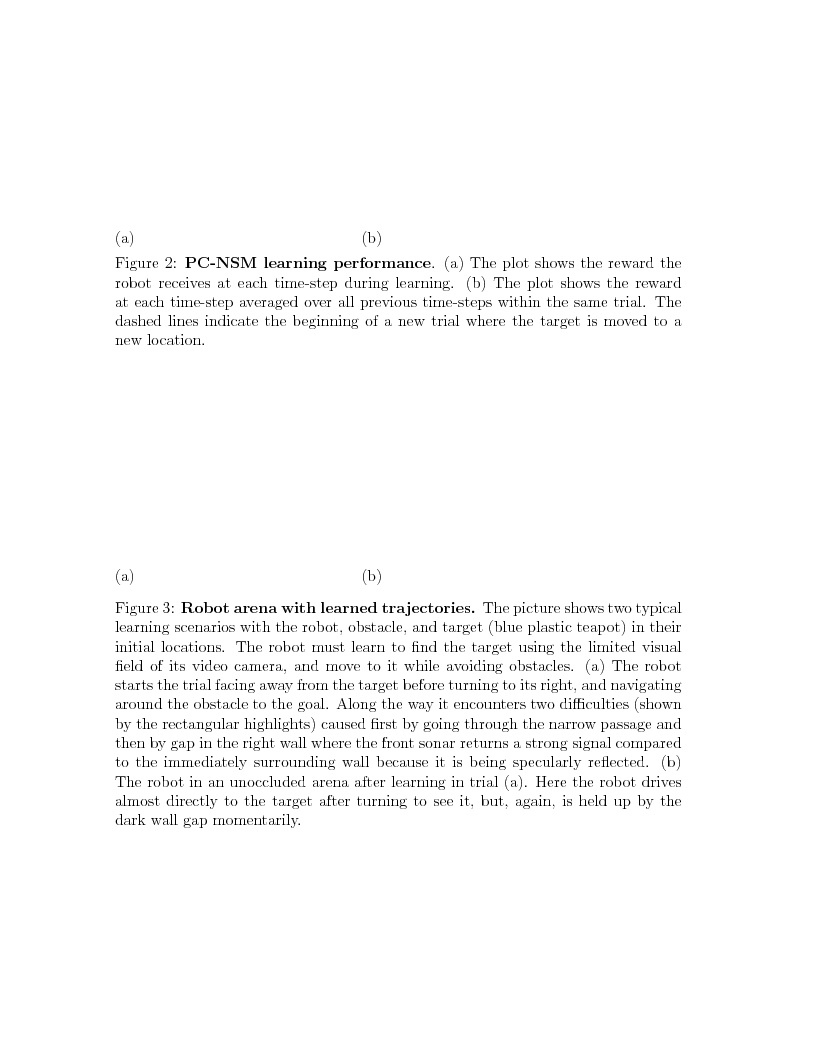 (a) (b)
Figure 2: PC-NSM learning performance. (a) The plot shows the reward the
robot receives at each time-step during learning. (b) The plot shows the reward
at each time-step averaged over all previous time-steps within the same trial. The
dashed lines indicate the beginning of a new trial where the target is moved to a
new location.
(a) (b)
Figure 3: Robot arena with learned trajectories. The picture shows two typical
learning scenarios with the robot, obstacle, and target (blue plastic teapot) in their
initial locations. The robot must learn to find the target using the limited visual
field of its video camera, and move to it while avoiding obstacles. (a) The robot
starts the trial facing away from the target before turning to its right, and navigating
around the obstacle to the goal. Along the way it encounters two difficulties (shown
by the rectangular highlights) caused first by going through the narrow passage and
then by gap in the right wall where the front sonar returns a strong signal compared
to the immediately surrounding wall because it is being specularly reflected. (b)
The robot in an unoccluded arena after learning in trial (a). Here the robot drives
almost directly to the target after turning to see it, but, again, is held up by the
dark wall gap momentarily.